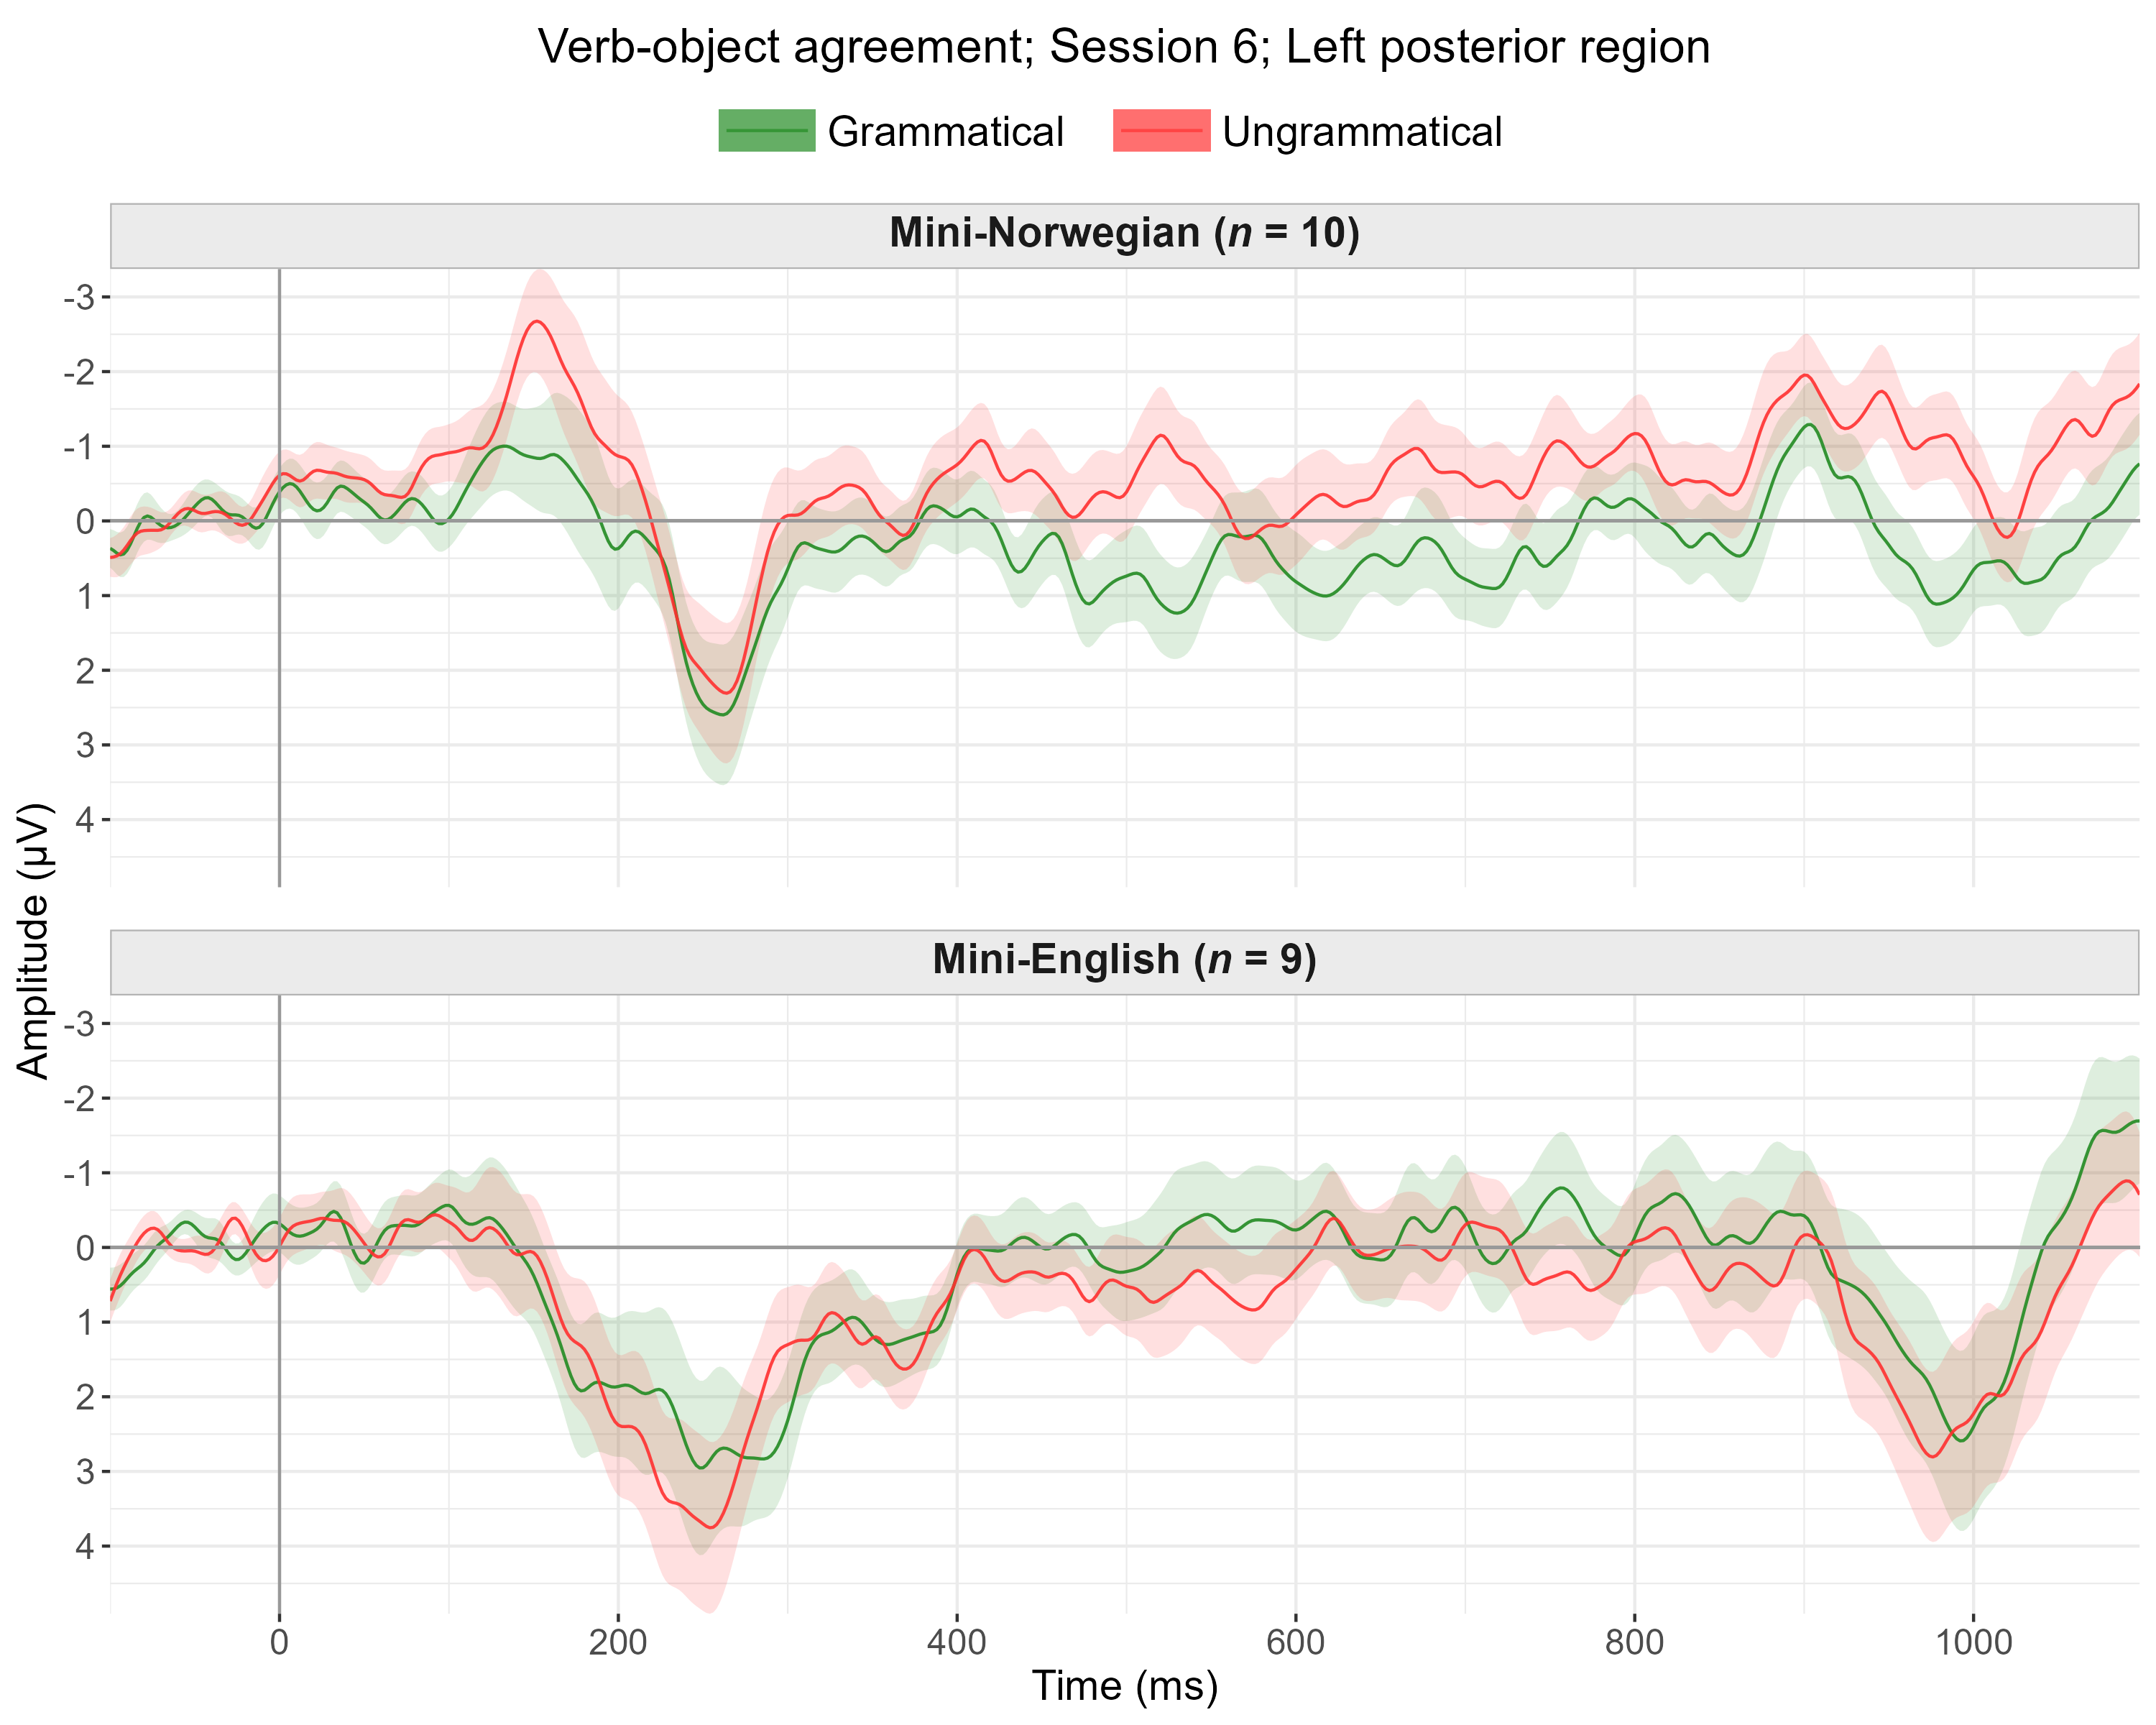 Verb-object agreement; Session 6; Left posterior region
Grammatical Ungrammatical
Mini-Norwegian (n = 10)
-3
-2
-1
0
1
2
3
4
Amplitude (µV)
Mini-English (n = 9)
-3
-2
-1
0
1
2
3
4
0 200 400 600 800 1000
Time (ms)